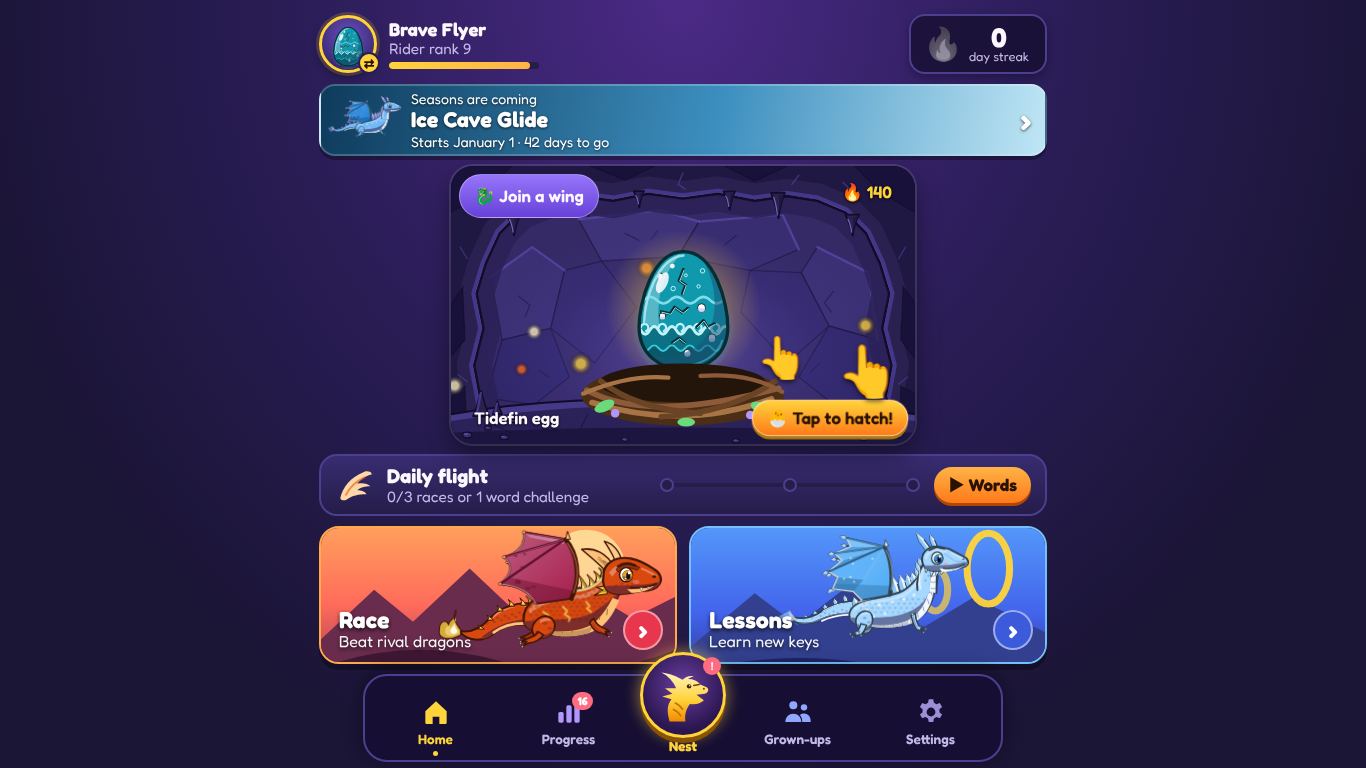 Brave Flyer
Rider rank 9
0
day streak
Seasons are coming
Ice Cave Glide
Starts January 1 · 42 days to go
Join a wing
140
Tidefin egg
Tap to hatch!
Daily flight
0/3 races or 1 word challenge
Words
Race
Beat rival dragons
Lessons
Learn new keys
!
16
Home
Progress
Nest
Grown-ups
Settings